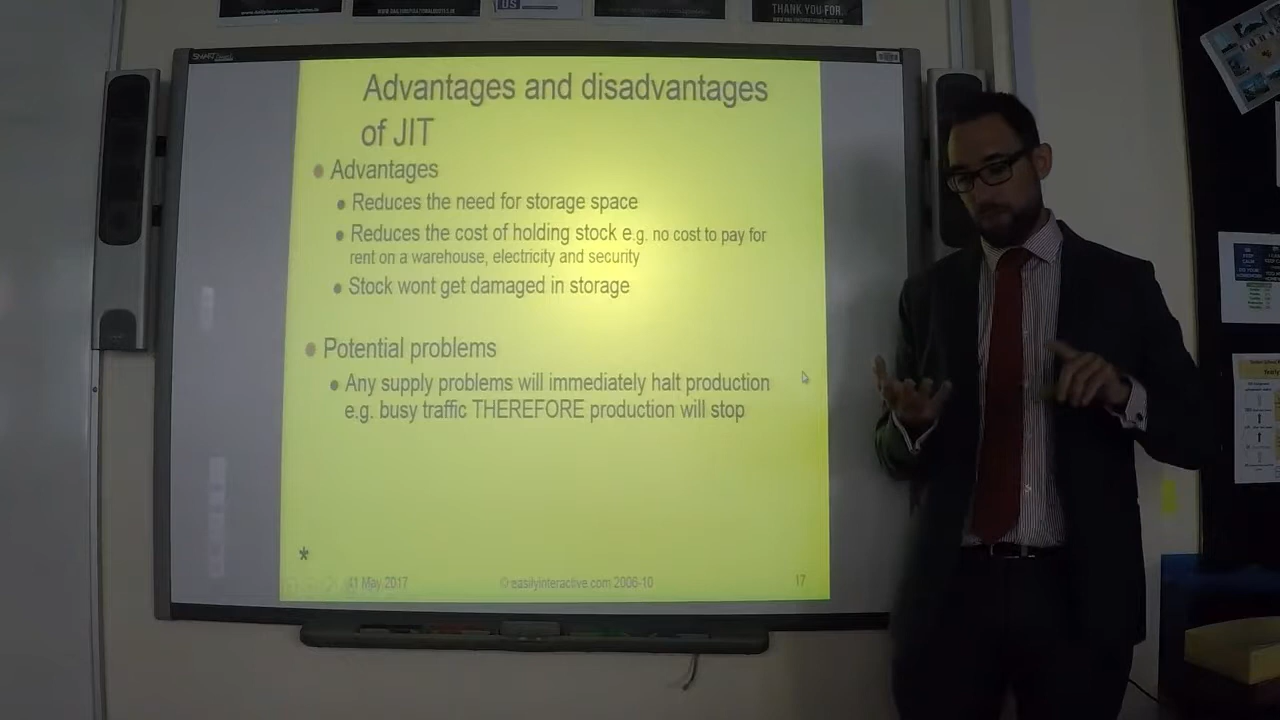 THANK YOU FOR.
US
SMART
Advantages and disadvantages
of JIT
Advantages
Reduces the need for storage space
Reduces the cost of holding stock e.g. no cost to pay for
rent on a warehouse, electricity and security
Stock wont get damaged in storage
Potential problems
Any supply problems will immediately halt production
e.g. busy traffic THEREFORE production will stop
*
11 May 2017
© easilyinteractive.com 2006-10
17